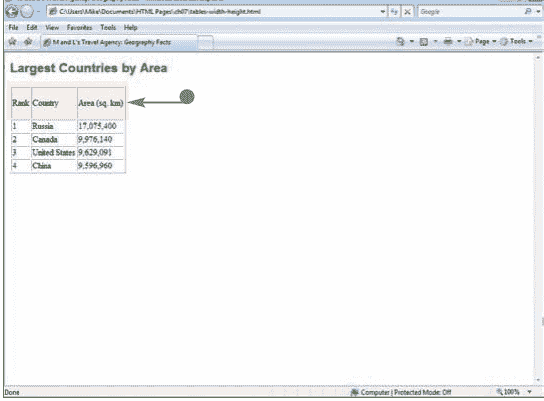 C:\Users\Mike\Documents\HTML Pages\ch07\tables-width-height.html
Google
File Edit View Favorites Tools Help
M and L's Travel Agency: Geography Facts
Page Tools
Largest Countries by Area
Rank Country Area (sq. km)
1 Russia 17,075,400
2 Canada 9,976,140
3 United States 9,629,091
4 China 9,596,960
Done
Computer | Protected Mode: Off
100%